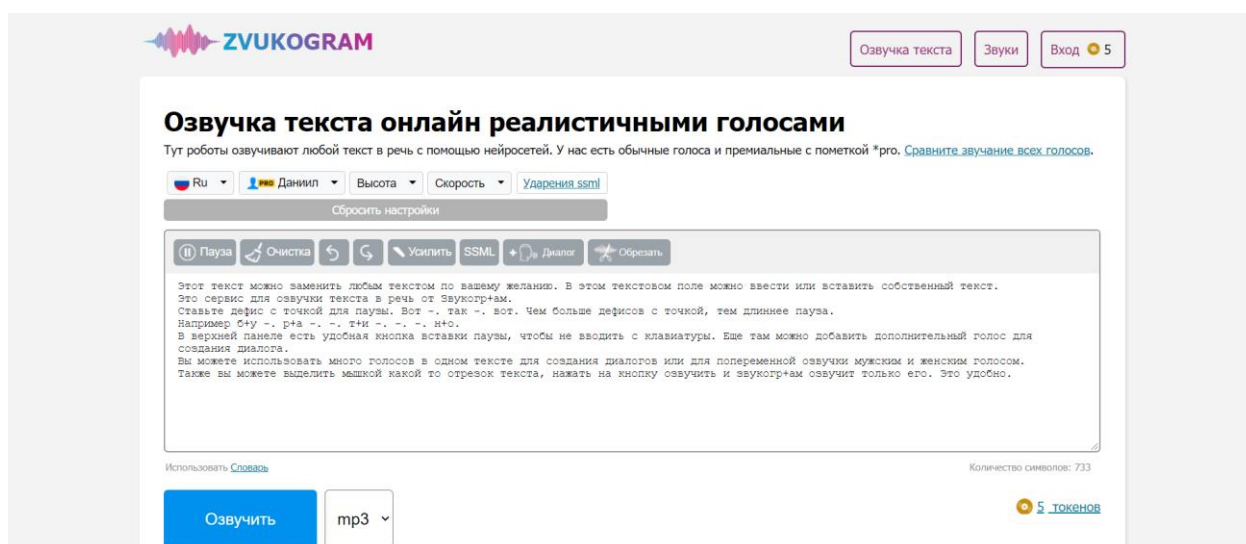 ZVUKOGRAM
Озвучка текста
Звуки
Вход 5
Озвучка текста онлайн реалистичными голосами
Тут роботы озвучивают любой текст в речь с помощью нейросетей. У нас есть обычные голоса и премиальные с пометкой *pro. Сравните звучание всех голосов.
Ru
PRO Даниил
Высота
Скорость
Ударения ssml
Сбросить настройки
Пауза
Очистка
Усилить
SSML
Диалог
Обрезать
Этот текст можно заменить любым текстом по вашему желанию. В этом текстовом поле можно ввести или вставить собственный текст.
Это сервис для озвучки текста в речь от Звукогр+ам.
Ставьте дефис с точкой для паузы. Вот -. так -. вот. Чем больше дефисов с точкой, тем длиннее пауза.
Например б+у -. р+а -. -. т+и -. -. -. н+о.
В верхней панеле есть удобная кнопка вставки паузы, чтобы не вводить с клавиатуры. Еще там можно добавить дополнительный голос для
создания диалога.
Вы можете использовать много голосов в одном тексте для создания диалогов или для попеременной озвучки мужским и женским голосом.
Также вы можете выделить мышкой какой то отрезок текста, нажать на кнопку озвучить и звукогр+ам озвучит только его. Это удобно.
Использовать Словарь
Количество символов: 733
Озвучить
mp3
5 токенов